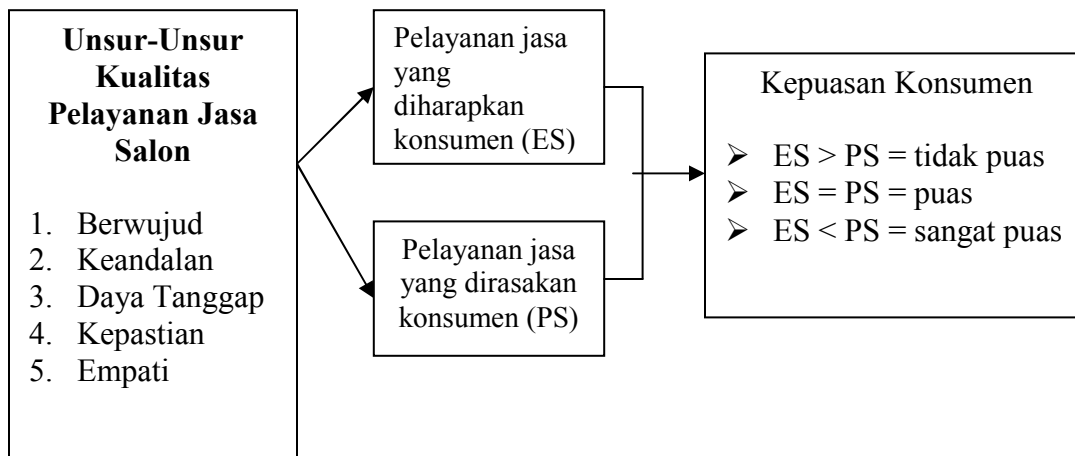 Unsur-Unsur
Kualitas
Pelayanan Jasa
Salon
1. Berwujud
2. Keandalan
3. Daya Tanggap
4. Kepastian
5. Empati
Pelayanan jasa
yang
diharapkan
konsumen (ES)
Pelayanan jasa
yang dirasakan
konsumen (PS)
Kepuasan Konsumen
➢ ES > PS = tidak puas
➢ ES = PS = puas
➢ ES < PS = sangat puas